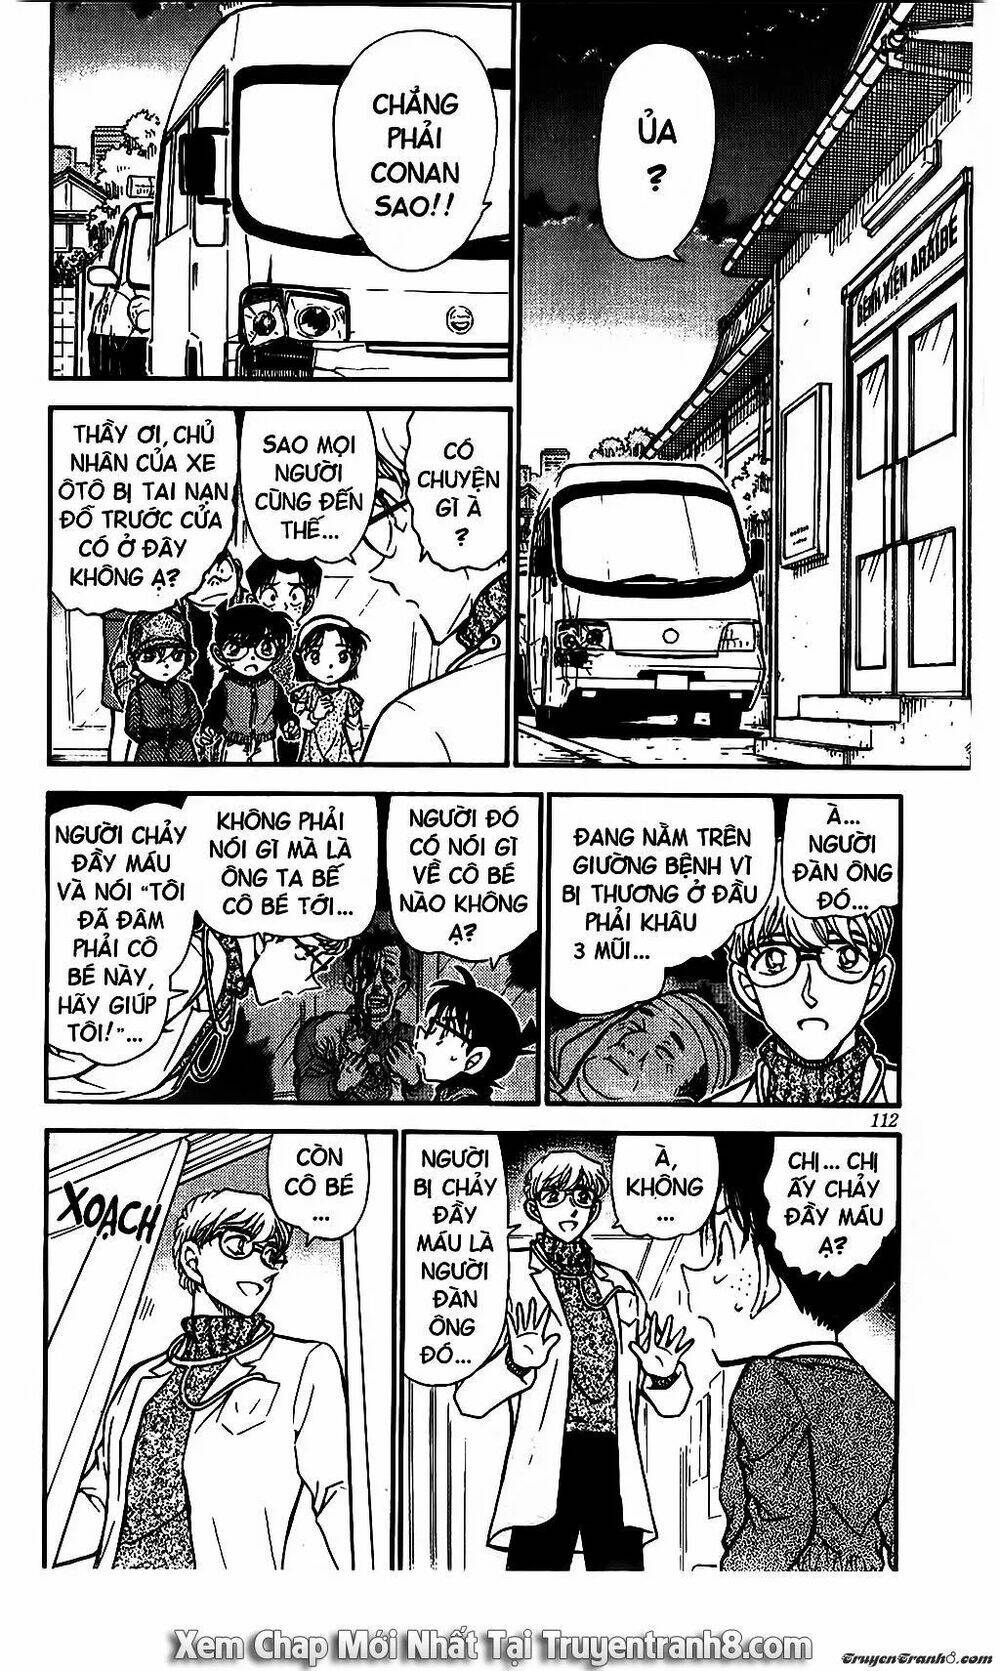 ỦA
?
BỆNH VIỆN ARAIDE
CHẲNG
PHẢI
CONAN
SAO!!
CÓ
CHUYỆN
GÌ À
?
SAO MỌI
NGƯỜI
CÙNG ĐẾN
THẾ...
THẦY ƠI, CHỦ
NHÂN CỦA XE
ÔTÔ BỊ TAI NẠN
ĐỖ TRƯỚC CỬA
CÓ Ở ĐÂY
KHÔNG Ạ?
À...
NGƯỜI
ĐÀN ÔNG
ĐÓ...
ĐANG NẰM TRÊN
GIƯỜNG BỆNH VÌ
BỊ THƯƠNG Ở ĐẦU
PHẢI KHÂU
3 MŨI...
NGƯỜI ĐÓ
CÓ NÓI GÌ
VỀ CÔ BÉ
NÀO KHÔNG
Ạ?
KHÔNG PHẢI
NÓI GÌ MÀ LÀ
ÔNG TA BẾ
CÔ BÉ TỚI...
NGƯỜI CHẢY
ĐẦY MÁU
VÀ NÓI "TÔI
ĐÃ ĐÂM
PHẢI CÔ
BÉ NÀY,
HÃY GIÚP
TÔI!"...
112
CHỊ... CHỊ
ẤY CHẢY
ĐẦY MÁU
Ạ?
À,
KHÔNG
NGƯỜI
BỊ CHẢY
ĐẦY
MÁU LÀ
NGƯỜI
ĐÀN
ÔNG
ĐÓ...
CÒN
CÔ BÉ
...
XOẠCH
Xem Chap Mới Nhất Tại Truyentranh8.com
TruyenTranh8.com